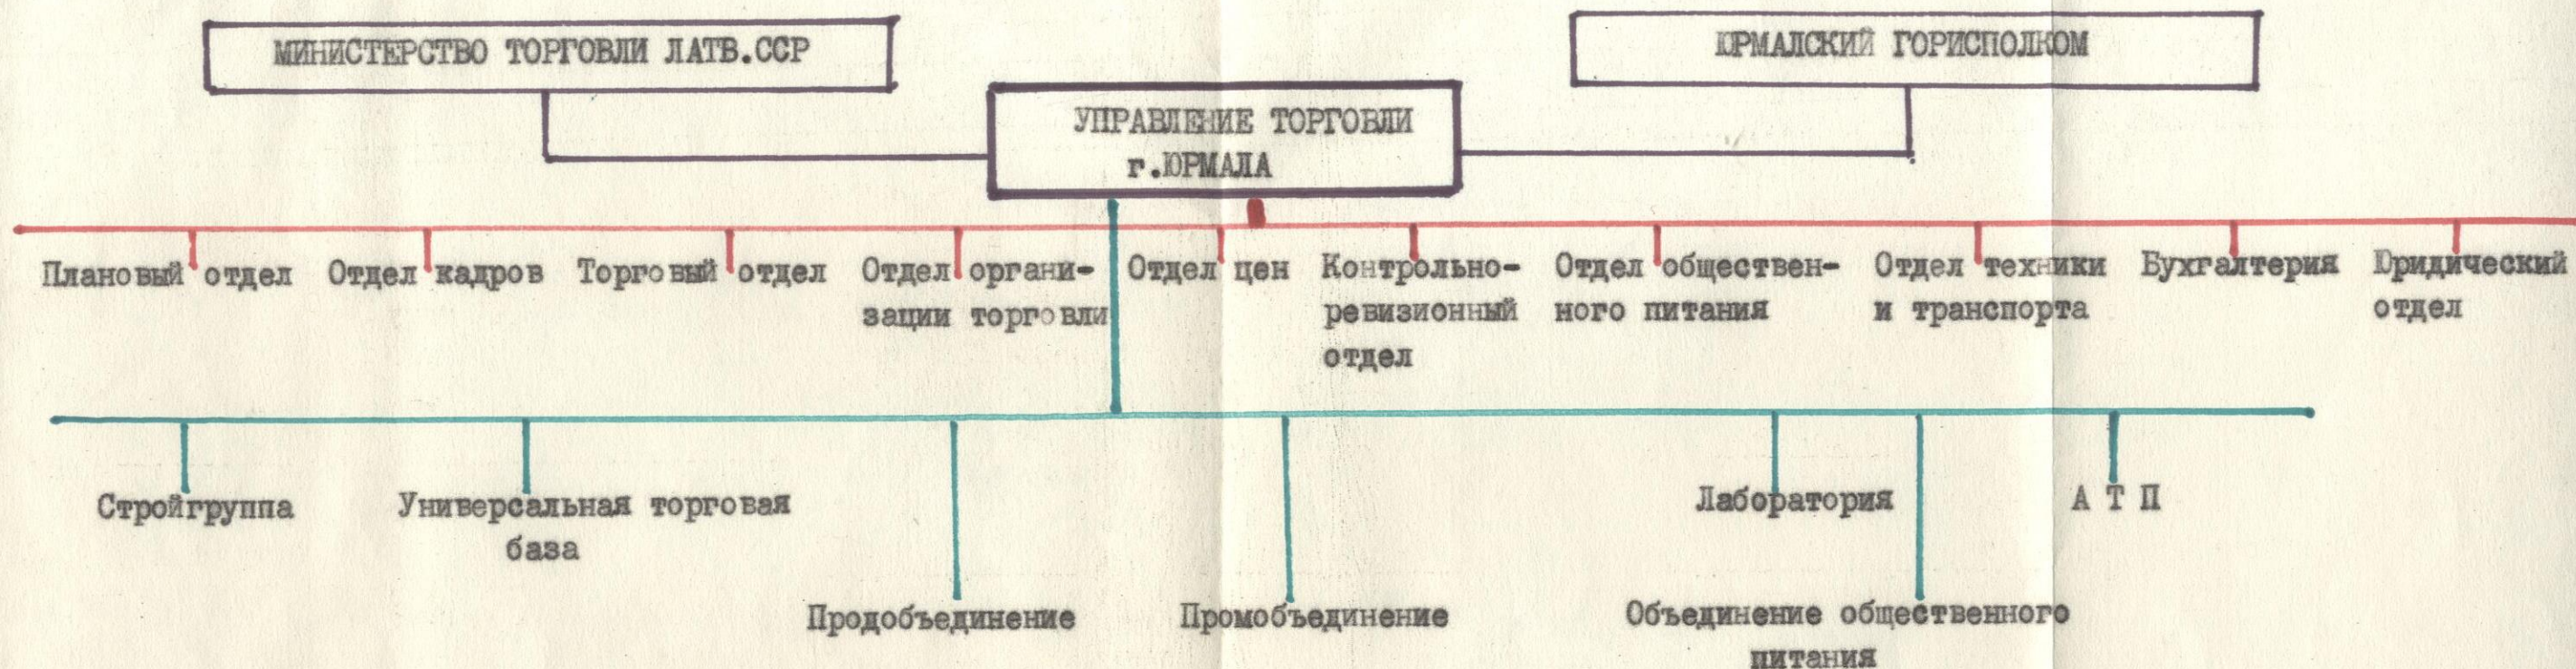 МИНИСТЕРСТВО ТОРГОВЛИ ЛАТВ.ССР
ЮРМАЛСКИЙ ГОРИСПОЛКОМ
УПРАВЛЕНИЕ ТОРГОВЛИ
г.ЮРМАЛА
Плановый отдел
Отдел кадров
Торговый отдел
Отдел органи-
зации торговли
Отдел цен
Контрольно-
ревизионный
отдел
Отдел обществен-
ного питания
Отдел техники
и транспорта
Бухгалтерия
Юридический
отдел
Стройгруппа
Универсальная торговая
база
Продобъединение
Промобъединение
Лаборатория
Объединение общественного
питания
А Т П